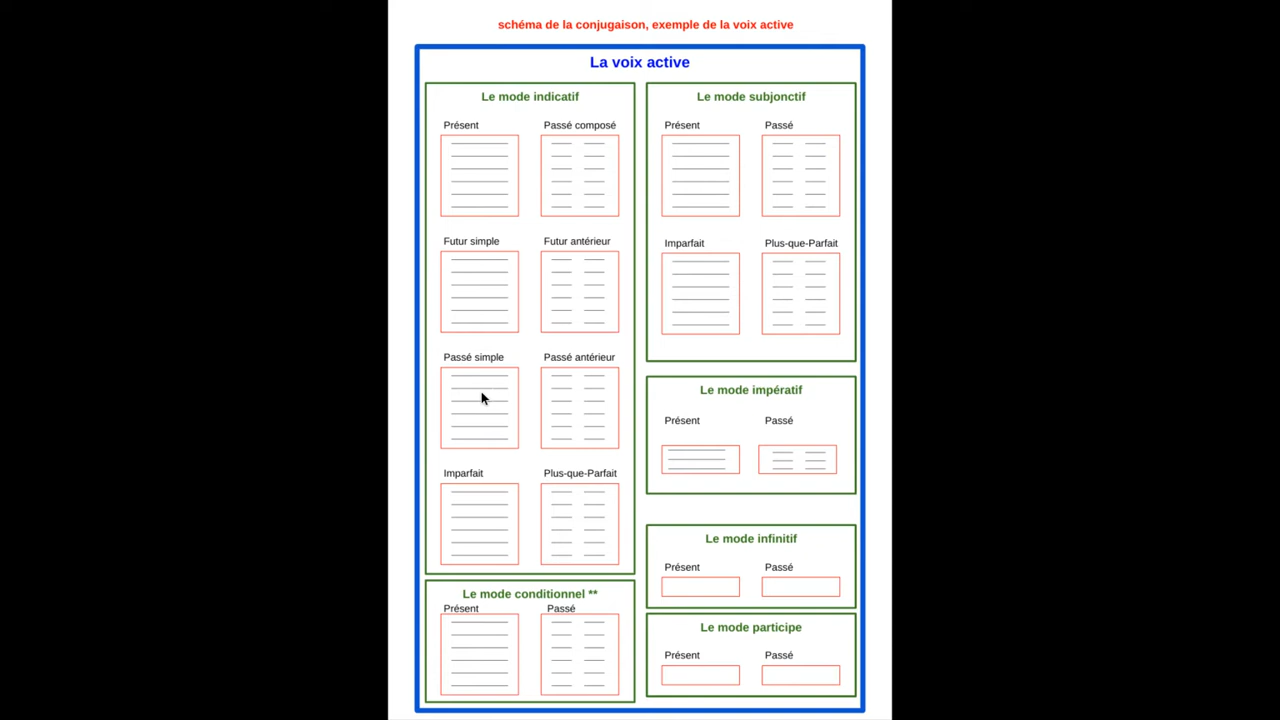 schéma de la conjugaison, exemple de la voix active
La voix active
Le mode indicatif
Présent
Passé composé
Futur simple
Futur antérieur
Passé simple
Passé antérieur
Imparfait
Plus-que-Parfait
Le mode conditionnel **
Présent
Passé
Le mode subjonctif
Présent
Passé
Imparfait
Plus-que-Parfait
Le mode impératif
Présent
Passé
Le mode infinitif
Présent
Passé
Le mode participe
Présent
Passé